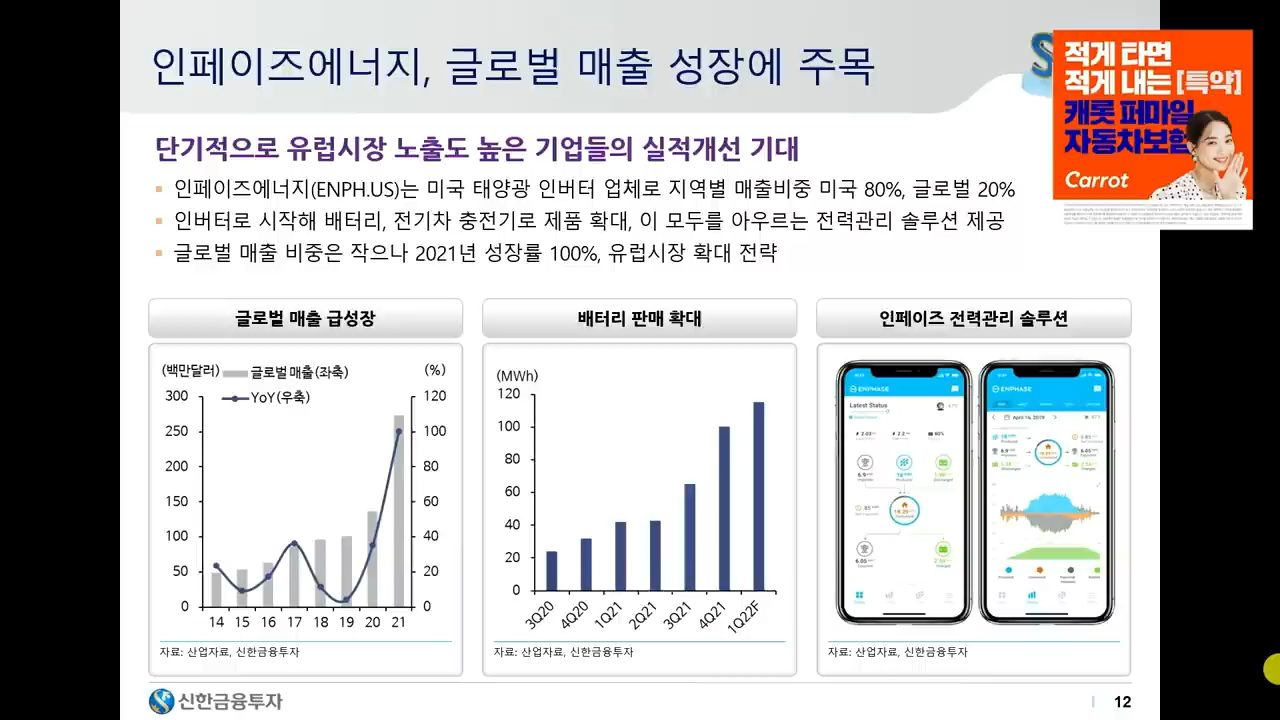 인페이즈에너지, 글로벌 매출 성장에 주목
적게 타면
적게 내는 [특약]
캐롯 퍼마일
자동차보험
Carrot
단기적으로 유럽시장 노출도 높은 기업들의 실적개선 기대
인페이즈에너지(ENPH.US)는 미국 태양광 인버터 업체로 지역별 매출비중 미국 80%, 글로벌 20%
인버터로 시작해 배터리, 전기차 충전소로 제품 확대, 이 모두를 아우르는 전력관리 솔루션 제공
글로벌 매출 비중은 작으나 2021년 성장률 100%, 유럽시장 확대 전략
글로벌 매출 급성장
(백만달러)
글로벌 매출(좌축)
YoY(우축)
(%)
300
250
200
150
100
50
0
120
100
80
60
40
20
0
14 15 16 17 18 19 20 21
자료: 산업자료, 신한금융투자
배터리 판매 확대
(MWh)
120
100
80
60
40
20
0
3Q20 4Q20 1Q21 2Q21 3Q21 4Q21 1Q22F
자료: 산업자료, 신한금융투자
인페이즈 전력관리 솔루션
ENPHASE
Latest Status
ENPHASE
April 16, 2019
자료: 산업자료, 신한금융투자
신한금융투자
12